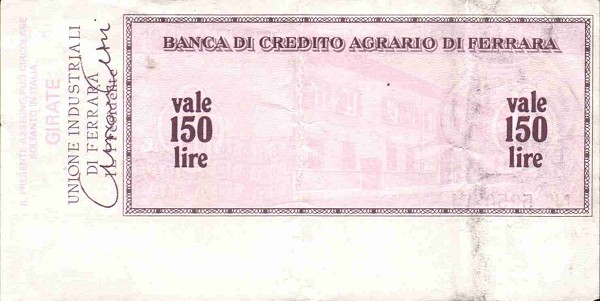 BANCA DI CREDITO AGRARIO DI FERRARA
vale
150
lire
vale
150
lire
UNIONE INDUSTRIALI
DI FERRARA
Il Presidente
IL PRESENTE ASSEGNO PUÒ CIRCOLARE
SOLTANTO IN ITALIA
GIRATE